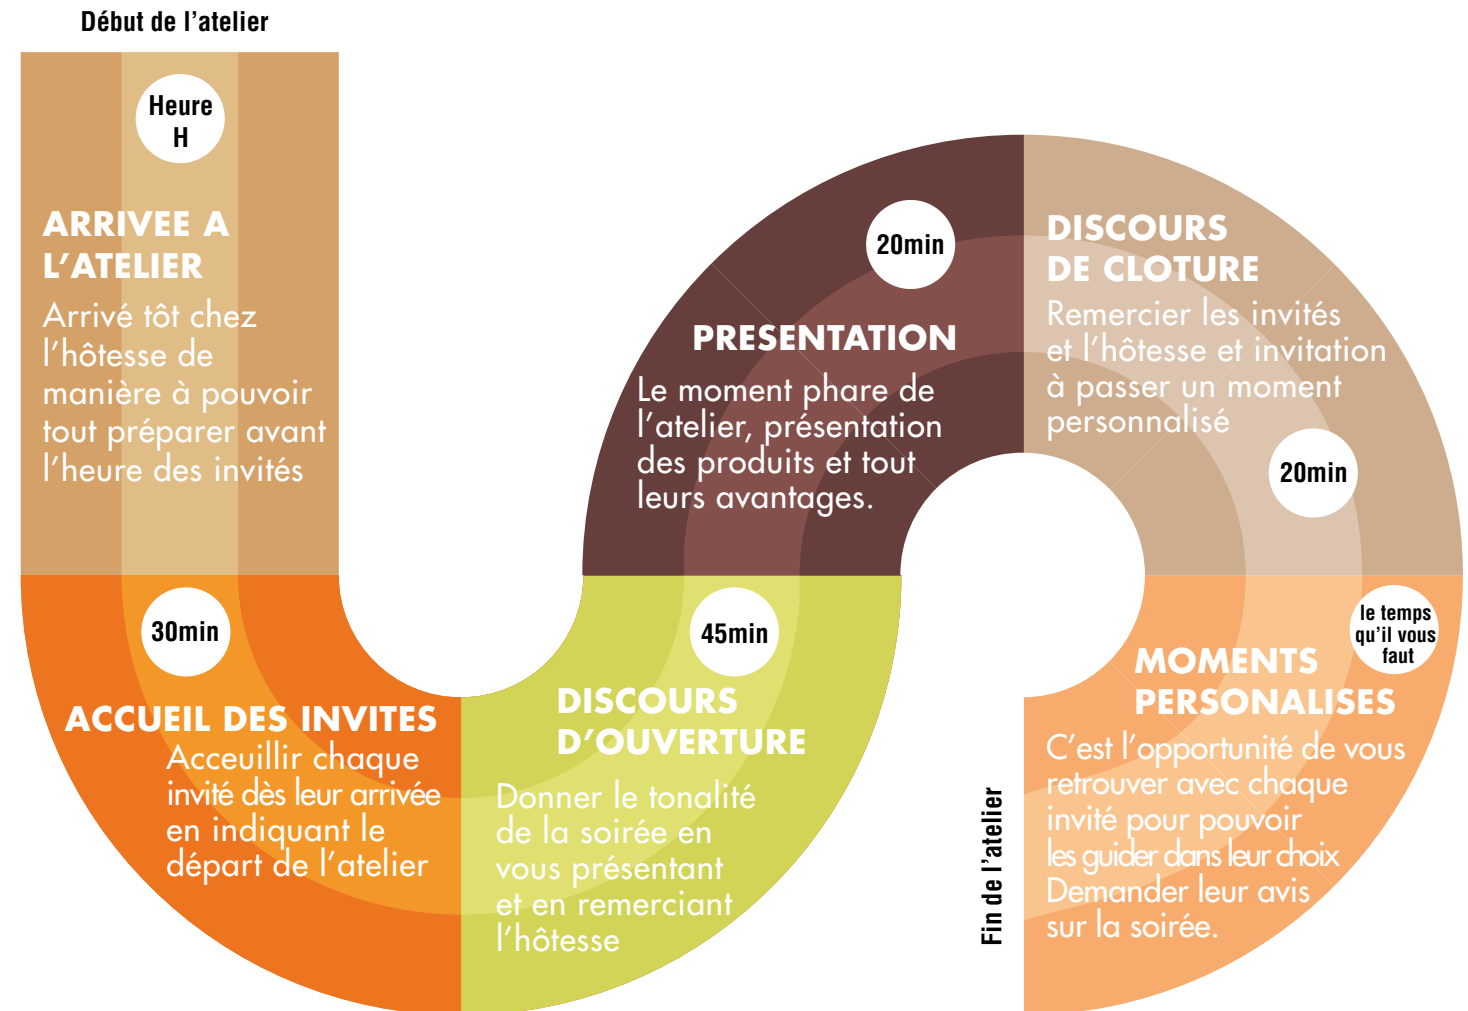 Début de l'atelier
Heure
H
ARRIVEE A
L'ATELIER
Arrivé tôt chez
l'hôtesse de
manière à pouvoir
tout préparer avant
l'heure des invités
30min
ACCUEIL DES INVITES
Acceuillir chaque
invité dès leur arrivée
en indiquant le
départ de l'atelier
45min
DISCOURS
D'OUVERTURE
Donner le tonalité
de la soirée en
vous présentant
et en remerciant
l'hôtesse
20min
PRESENTATION
Le moment phare de
l'atelier, présentation
des produits et tout
leurs avantages.
DISCOURS
DE CLOTURE
Remercier les invités
et l'hôtesse et invitation
à passer un moment
personnalisé
20min
le temps
qu'il vous
faut
MOMENTS
PERSONALISES
C'est l'opportunité de vous
retrouver avec chaque
invité pour pouvoir
les guider dans leur choix
Demander leur avis
sur la soirée.
Fin de l'atelier